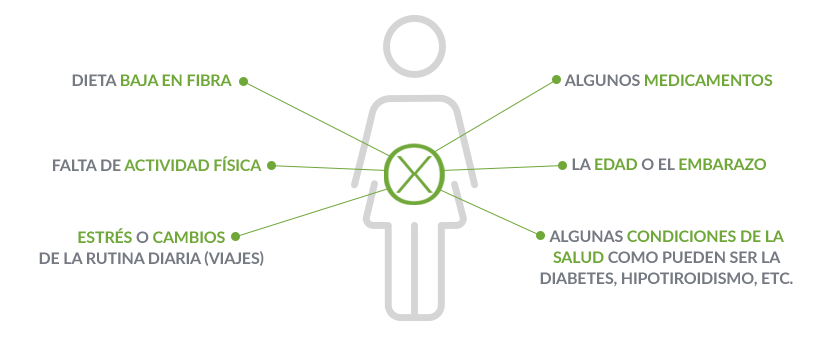 DIETA BAJA EN FIBRA
FALTA DE ACTIVIDAD FÍSICA
ESTRÉS O CAMBIOS
DE LA RUTINA DIARIA (VIAJES)
ALGUNOS MEDICAMENTOS
LA EDAD O EL EMBARAZO
ALGUNAS CONDICIONES DE LA
SALUD COMO PUEDEN SER LA
DIABETES, HIPOTIROIDISMO, ETC.